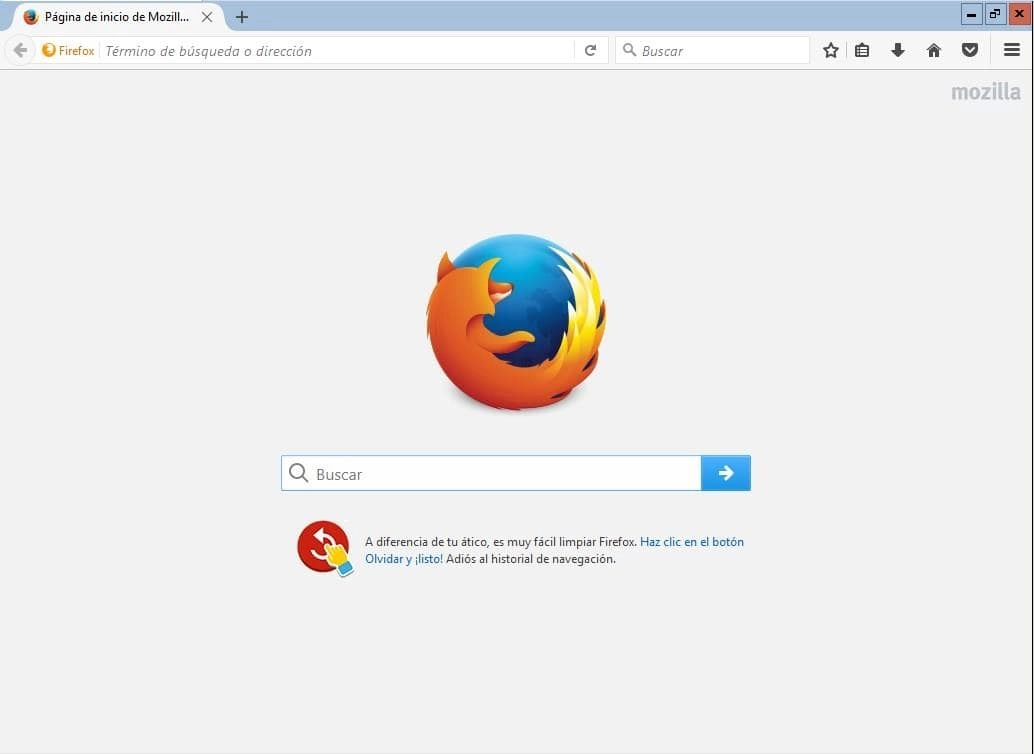 Página de inicio de Mozill...
Firefox
Término de búsqueda o dirección
Buscar
mozilla
Buscar
A diferencia de tu ático, es muy fácil limpiar Firefox. Haz clic en el botón
Olvidar y ¡listo! Adiós al historial de navegación.